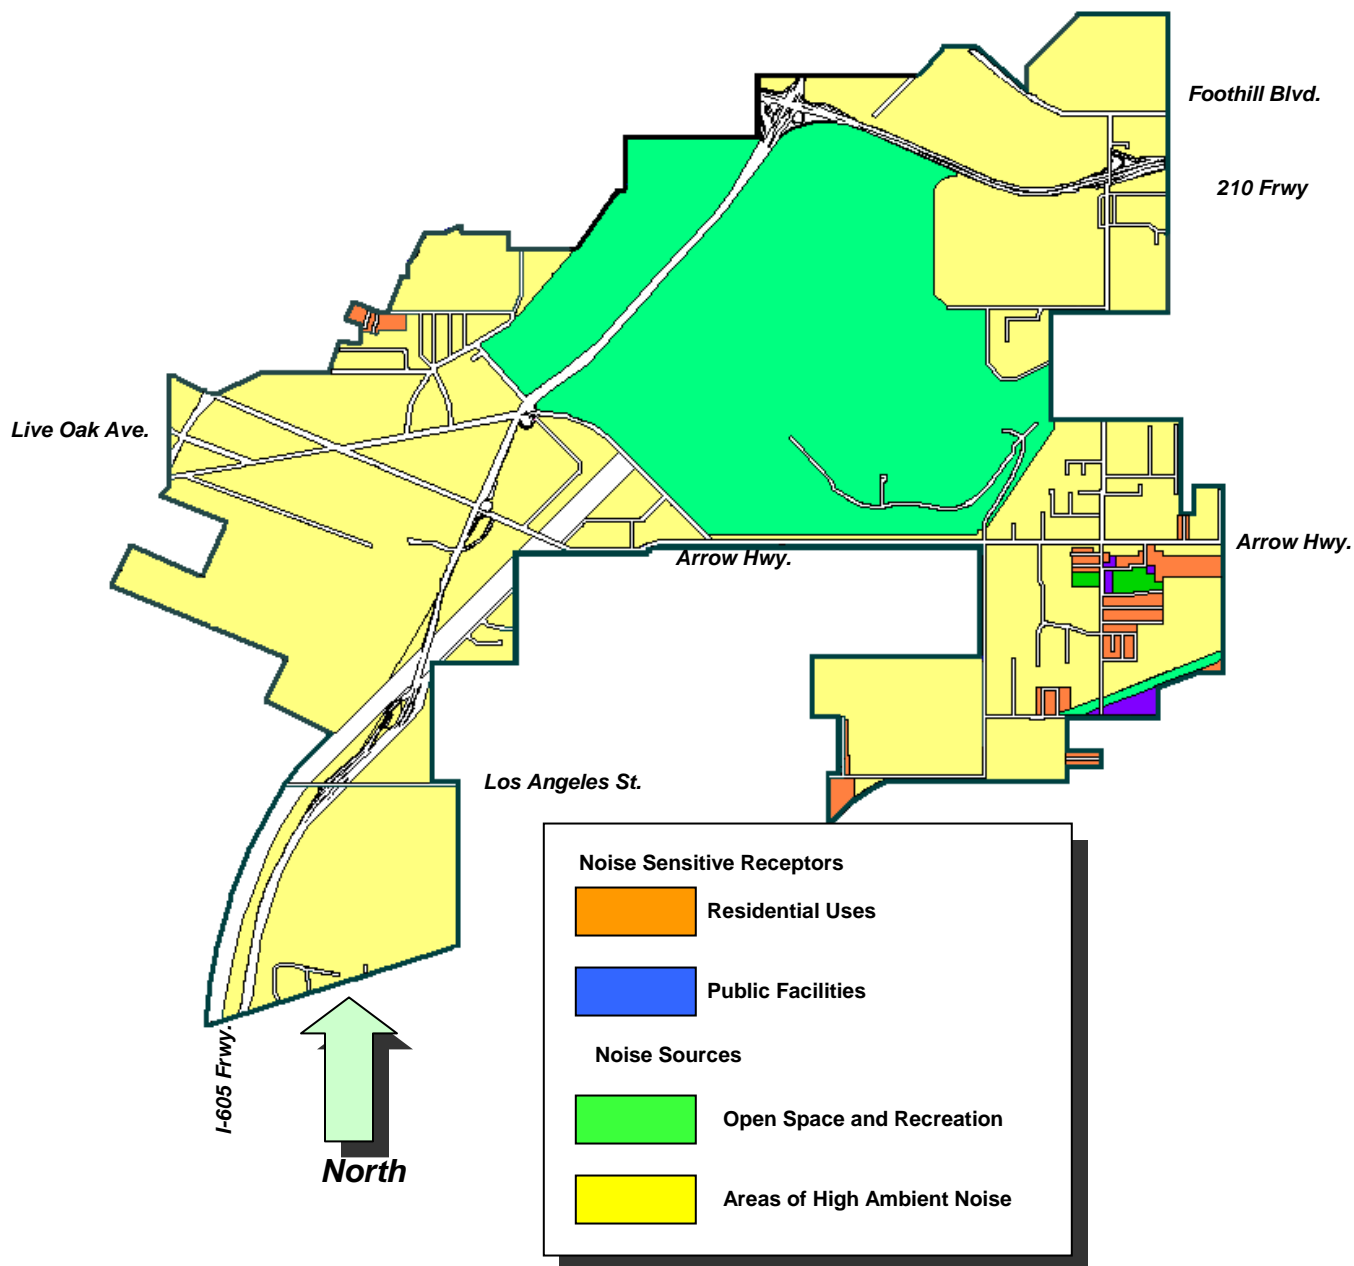 Foothill Blvd.
210 Frwy
Live Oak Ave.
Arrow Hwy.
Arrow Hwy.
Los Angeles St.
I-605 Frwy.
North
Noise Sensitive Receptors
Residential Uses
Public Facilities
Noise Sources
Open Space and Recreation
Areas of High Ambient Noise